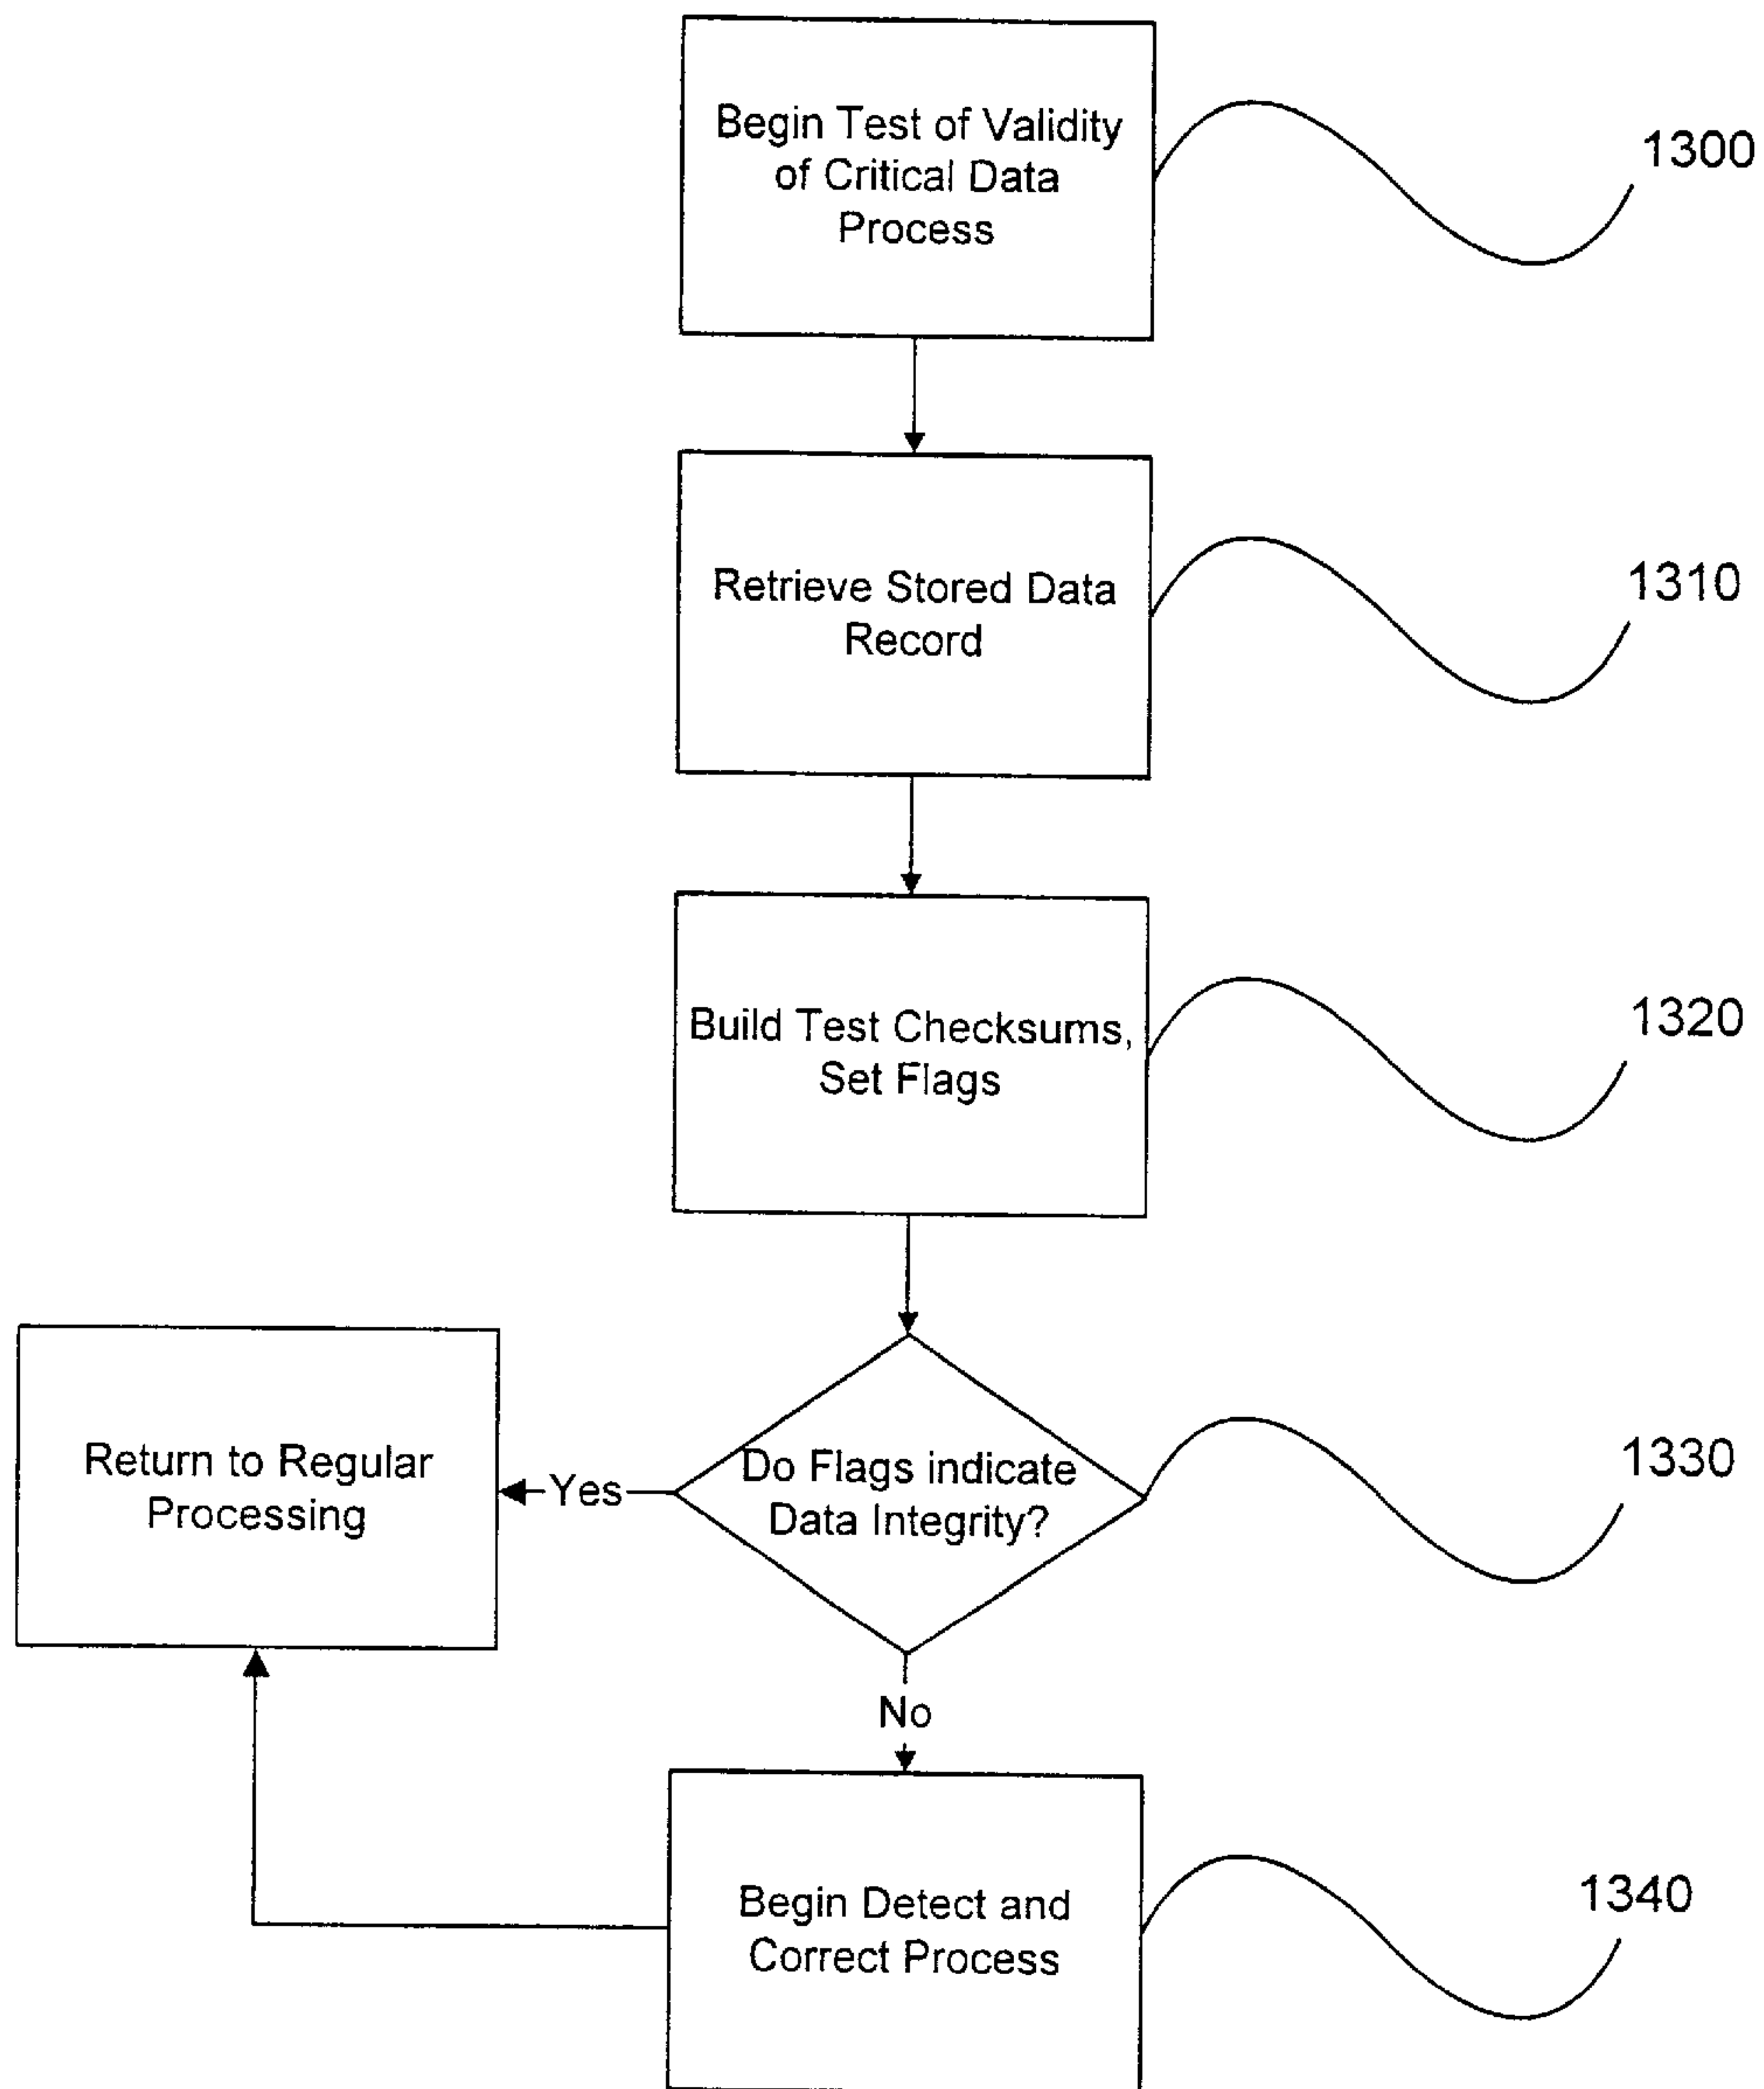 Begin Test of Validity
of Critical Data
Process
1300
Retrieve Stored Data
Record
1310
Build Test Checksums,
Set Flags
1320
Do Flags indicate
Data Integrity?
1330
Yes
Return to Regular
Processing
No
Begin Detect and
Correct Process
1340